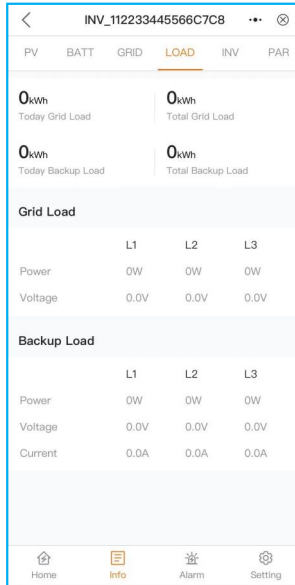 INV_112233445566C7C8
PV BATT GRID LOAD INV PAR
0kWh 0kWh
Today Grid Load Total Grid Load
0kWh 0kWh
Today Backup Load Total Backup Load
Grid Load
L1 L2 L3
Power 0W 0W 0W
Voltage 0.0V 0.0V 0.0V
Backup Load
L1 L2 L3
Power 0W 0W 0W
Voltage 0.0V 0.0V 0.0V
Current 0.0A 0.0A 0.0A
Home Info Alarm Setting